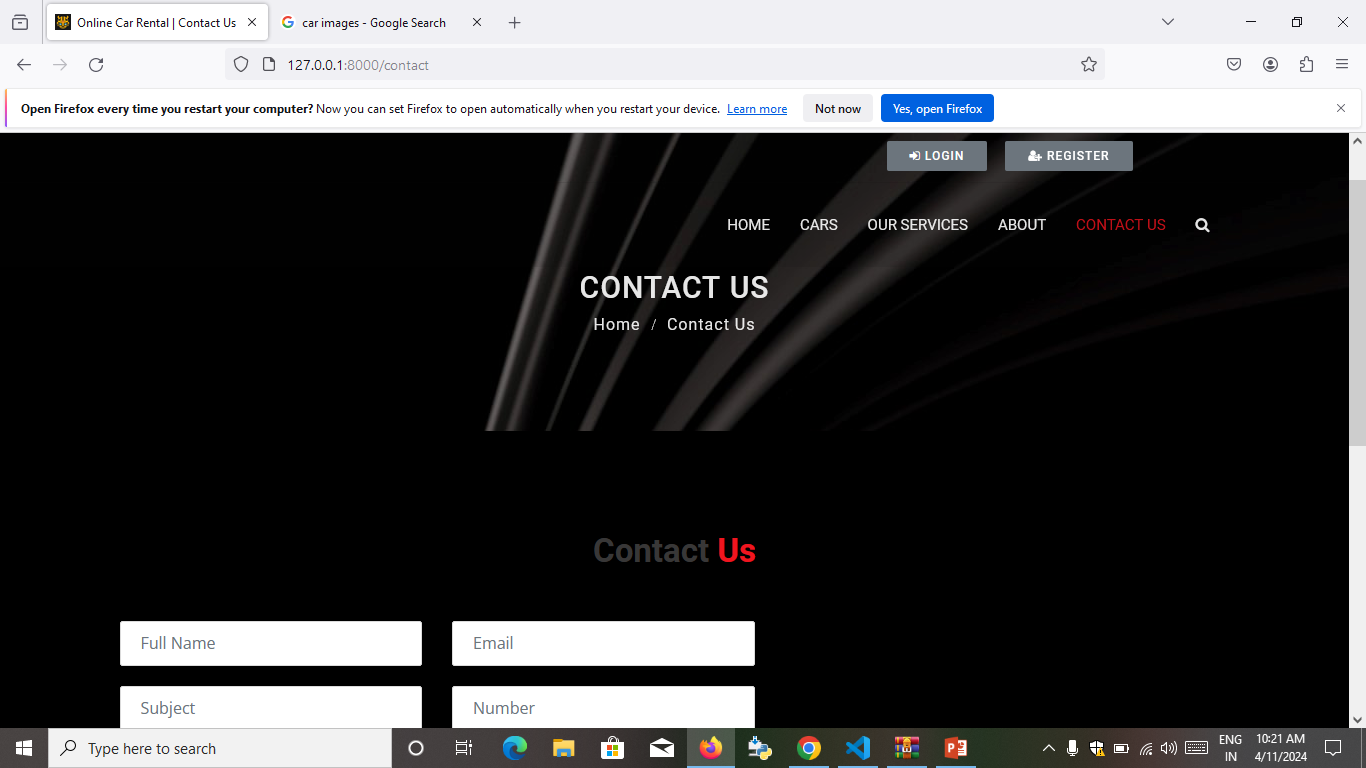 Online Car Rental | Contact Us
car images - Google Search
127.0.0.1:8000/contact
Open Firefox every time you restart your computer? Now you can set Firefox to open automatically when you restart your device. Learn more Not now Yes, open Firefox
LOGIN REGISTER
HOME CARS OUR SERVICES ABOUT CONTACT US
CONTACT US
Home / Contact Us
Contact Us
Full Name Email
Subject Number
Type here to search
ENG 10:21 AM
IN 4/11/2024